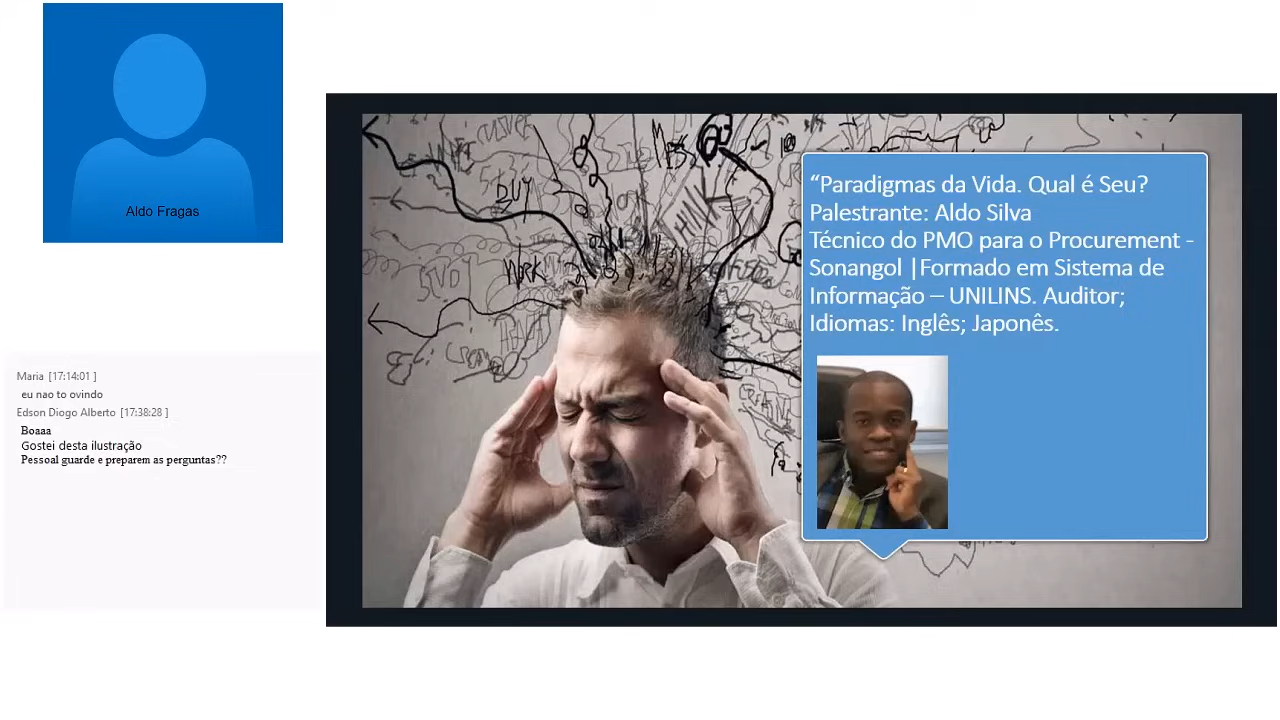 Aldo Fragas
Maria [17:14:01 ]
eu nao to ovindo
Edson Diogo Alberto [17:38:28 ]
Boaaa
Gostei desta ilustração
Pessoal guarde e preparem as perguntas??
DUY
WORK
“Paradigmas da Vida. Qual é Seu?
Palestrante: Aldo Silva
Técnico do PMO para o Procurement -
Sonangol |Formado em Sistema de
Informação – UNILINS. Auditor;
Idiomas: Inglês; Japonês.